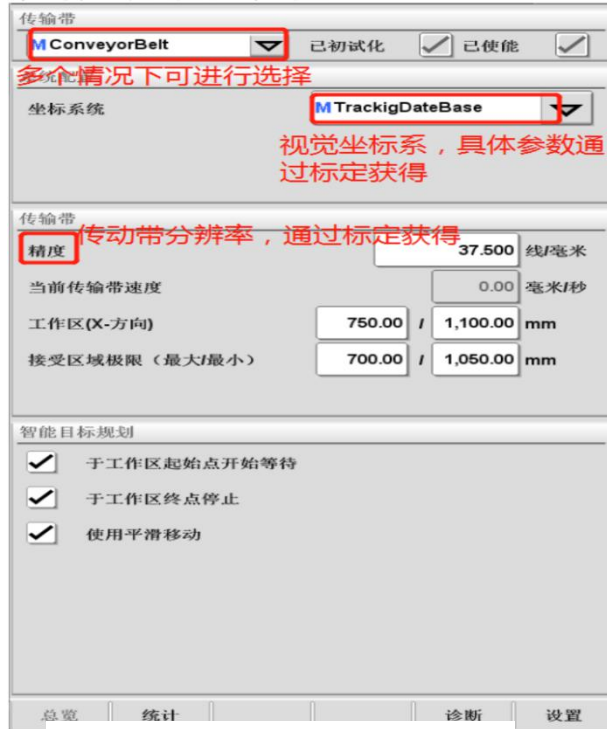 传输带
M ConveyorBelt 已初试化 已使能
多个情况下可进行选择
坐标系统 M TrackigDateBase
视觉坐标系，具体参数通
过标定获得
传输带
传动带分辨率，通过标定获得
精度 37.500 线/毫米
当前传输带速度 0.00 毫米/秒
工作区(X-方向) 750.00 / 1,100.00 mm
接受区域极限（最大/最小） 700.00 / 1,050.00 mm
智能目标规划
于工作区起始点开始等待
于工作区终点停止
使用平滑移动
总览 统计 诊断 设置